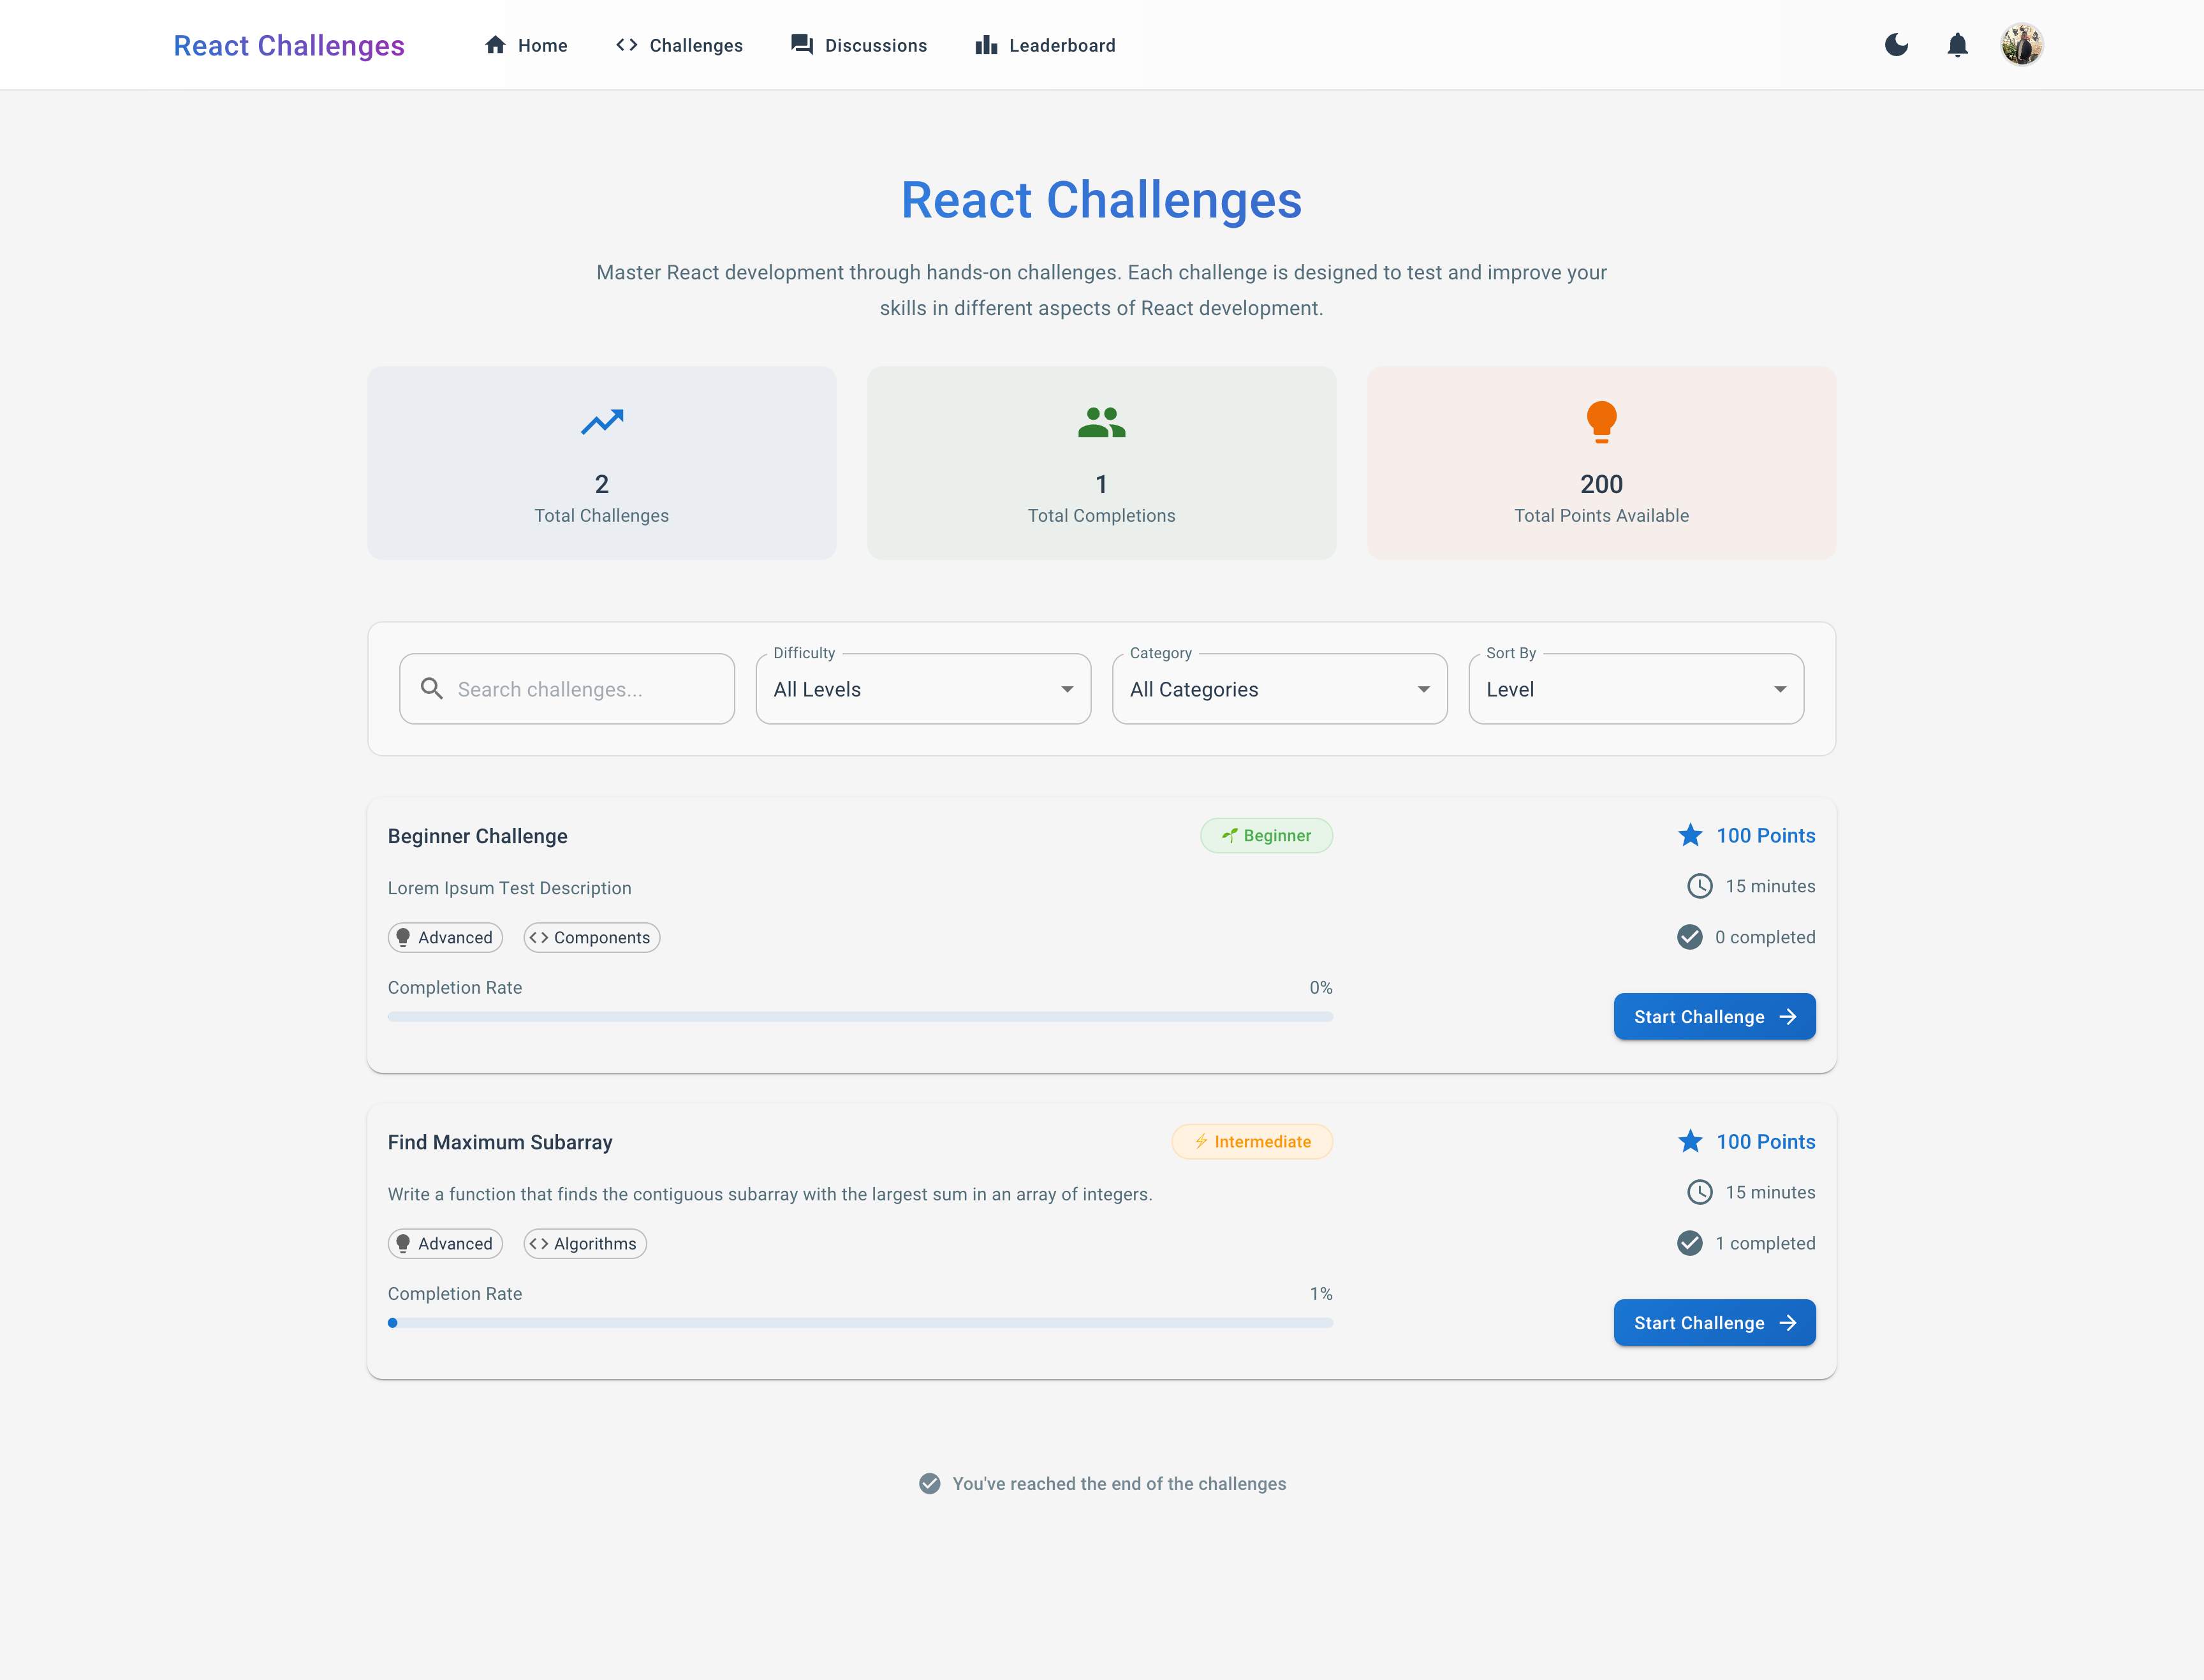 React Challenges
Home
Challenges
Discussions
Leaderboard
React Challenges
Master React development through hands-on challenges. Each challenge is designed to test and improve your
skills in different aspects of React development.
2
Total Challenges
1
Total Completions
200
Total Points Available
Search challenges...
Difficulty
All Levels
Category
All Categories
Sort By
Level
Beginner Challenge
Beginner
100 Points
Lorem Ipsum Test Description
15 minutes
Advanced
Components
0 completed
Completion Rate
0%
Start Challenge
Find Maximum Subarray
Intermediate
100 Points
Write a function that finds the contiguous subarray with the largest sum in an array of integers.
15 minutes
Advanced
Algorithms
1 completed
Completion Rate
1%
Start Challenge
You've reached the end of the challenges